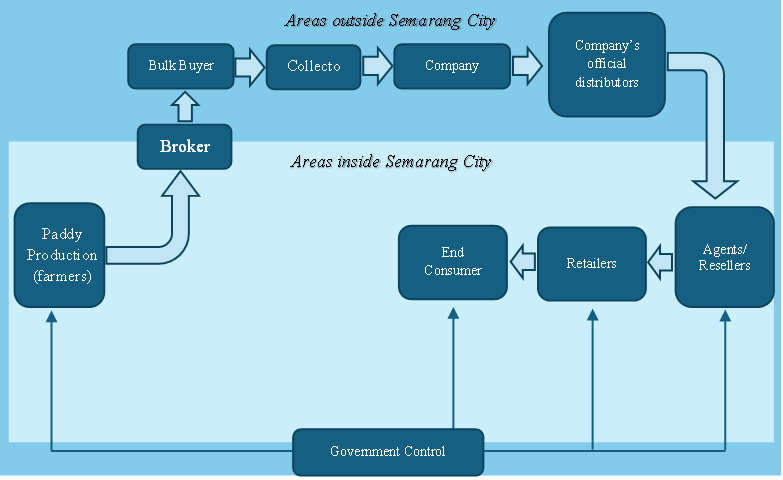 Areas outside Semarang City
Bulk Buyer
Collecto
Company
Company's
official
distributors
Broker
Areas inside Semarang City
Paddy
Production
(farmers)
End
Consumer
Retailers
Agents/
Resellers
Government Control